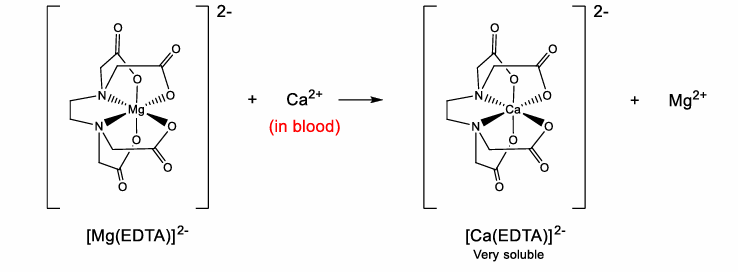 2-
2-
O
O
O
O
N
Mg
O
O
N
O
O
+ Ca²⁺
(in blood)
O
O
O
O
N
Ca
O
O
N
O
O
+ Mg²⁺
[Mg(EDTA)]²⁻
[Ca(EDTA)]²⁻
Very soluble